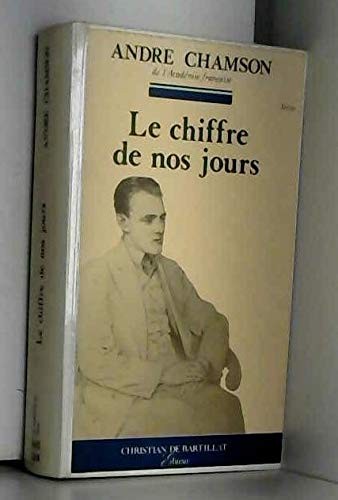 ANDRE CHAMSON
de l'Académie française
Le chiffre
de nos jours
CHRISTIAN DE BARTILLAT
Le chiffre de nos jours ANDRE CHAMSON